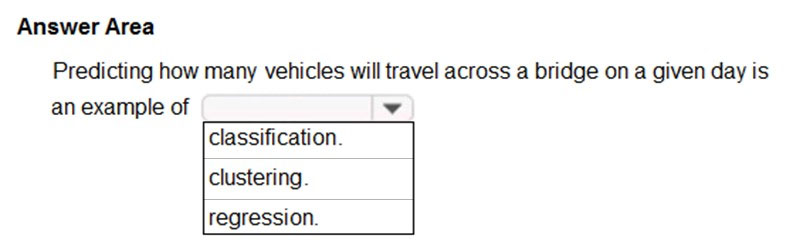 Answer Area
Predicting how many vehicles will travel across a bridge on a given day is
an example of
classification.
clustering.
regression.